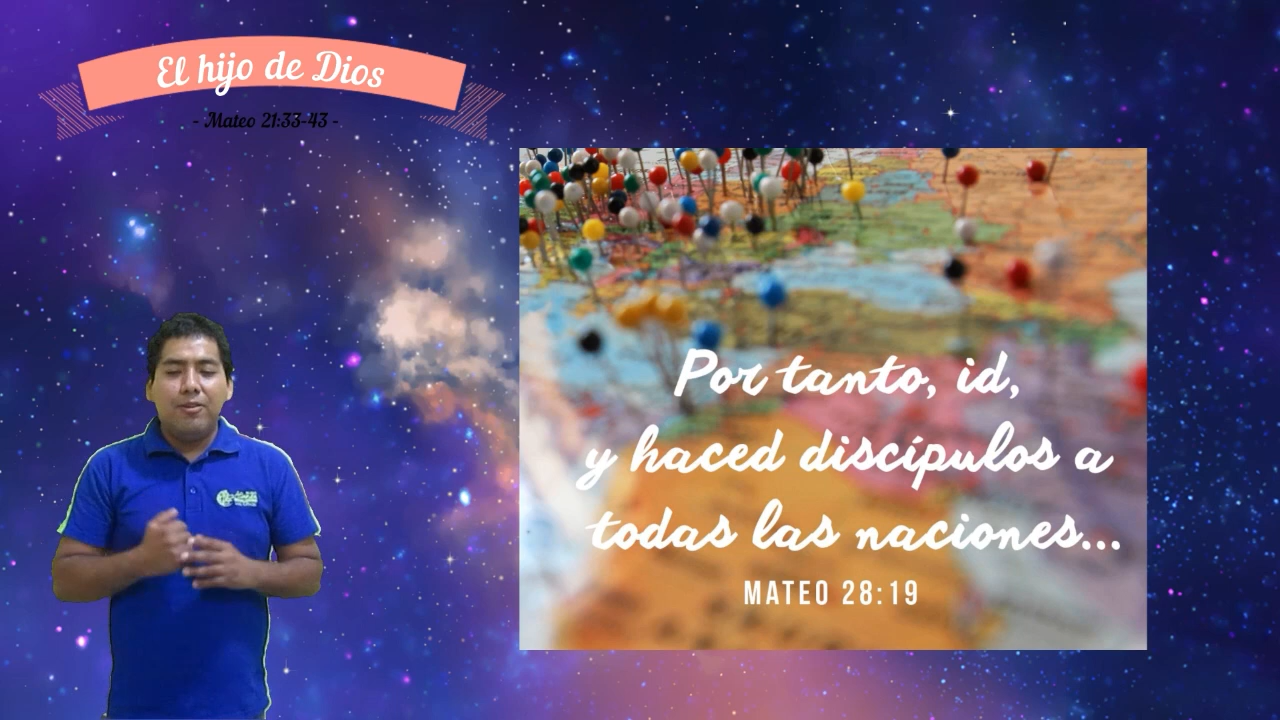 El hijo de Dios
- Mateo 21:33-43 -
Por tanto, id,
y haced discípulos a
todas las naciones...
MATEO 28:19